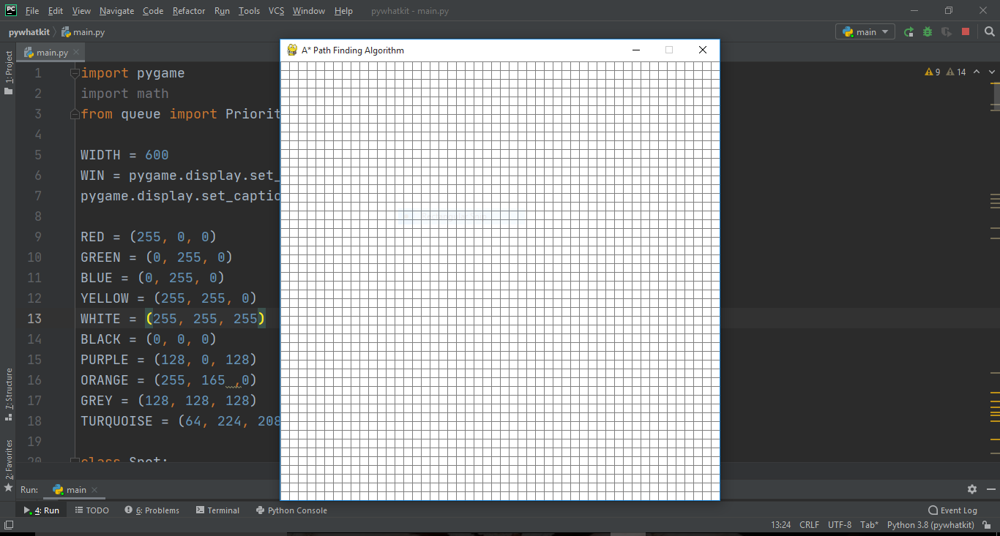 PC File Edit View Navigate Code Refactor Run Tools VCS Window Help pywhatkit - main.py
pywhatkit main.py main
main.py
A* Path Finding Algorithm
1: Project
7: Structure
2: Favorites
9 14
1 import pygame
2 import math
3 from queue import Priorit
4
5 WIDTH = 600
6 WIN = pygame.display.set_
7 pygame.display.set_captio
8
9 RED = (255, 0, 0)
10 GREEN = (0, 255, 0)
11 BLUE = (0, 255, 0)
12 YELLOW = (255, 255, 0)
13 WHITE = (255, 255, 255)
14 BLACK = (0, 0, 0)
15 PURPLE = (128, 0, 128)
16 ORANGE = (255, 165 ,0)
17 GREY = (128, 128, 128)
18 TURQUOISE = (64, 224, 208
19
20 class Spot:
Run: main
4: Run TODO 6: Problems Terminal Python Console Event Log
13:24 CRLF UTF-8 Tab* Python 3.8 (pywhatkit)